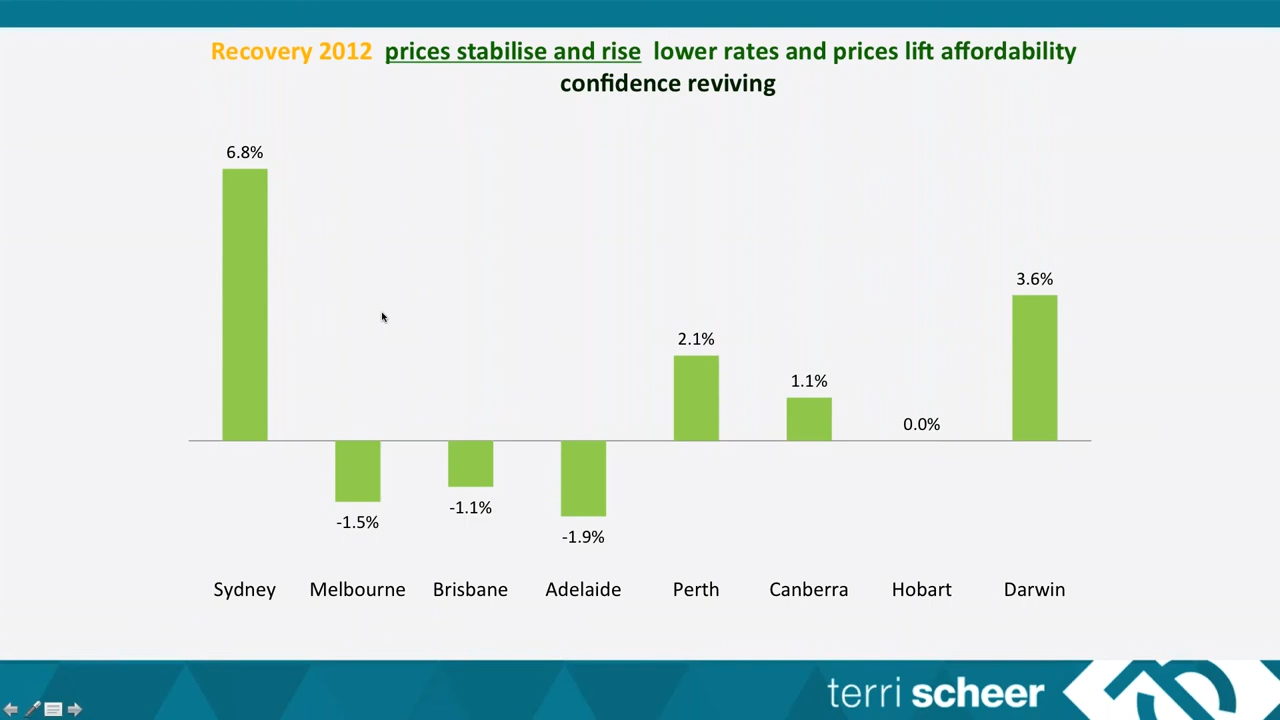 Recovery 2012 prices stabilise and rise lower rates and prices lift affordability
confidence reviving
6.8%
3.6%
2.1%
1.1%
0.0%
-1.5%
-1.1%
-1.9%
Sydney Melbourne Brisbane Adelaide Perth Canberra Hobart Darwin
terri scheer